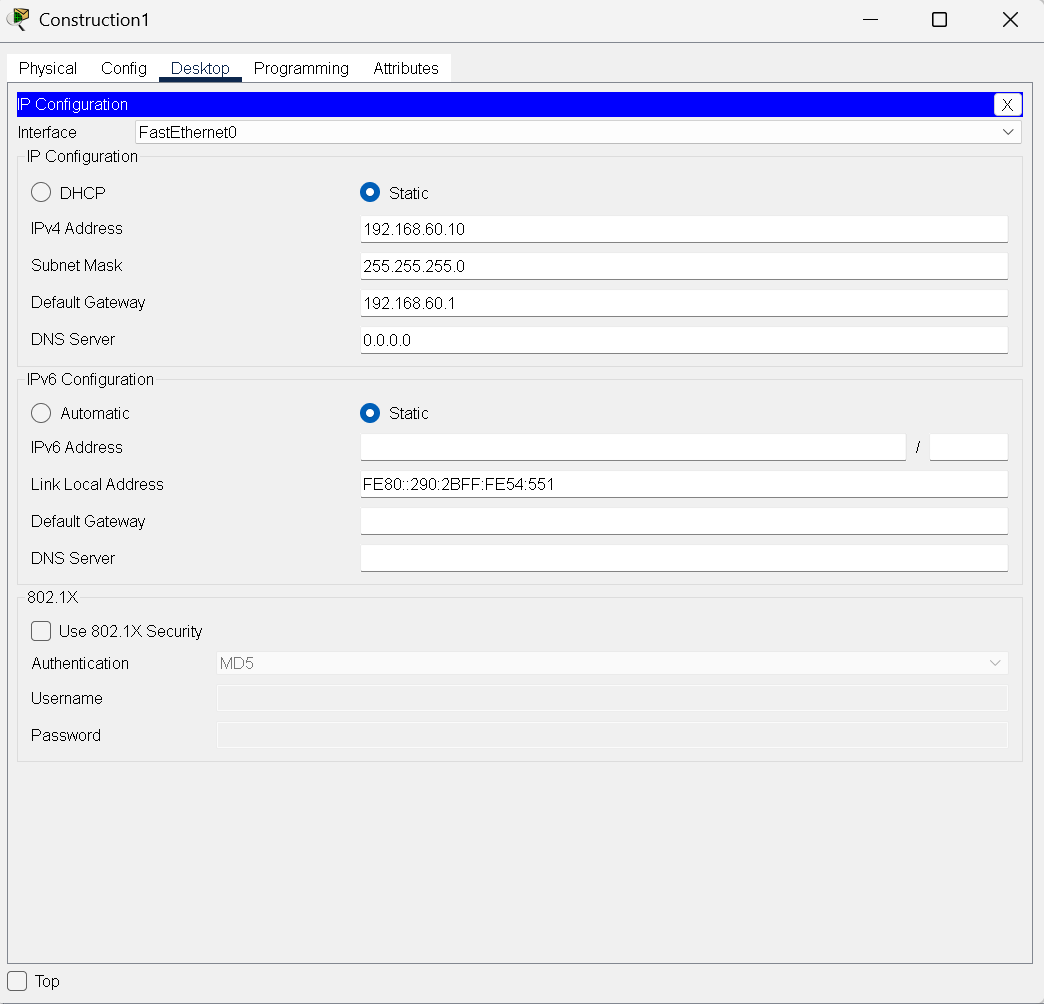 Construction1
Physical Config Desktop Programming Attributes
IP Configuration X
Interface FastEthernet0
IP Configuration
DHCP Static
IPv4 Address 192.168.60.10
Subnet Mask 255.255.255.0
Default Gateway 192.168.60.1
DNS Server 0.0.0.0
IPv6 Configuration
Automatic Static
IPv6 Address /
Link Local Address FE80::290:2BFF:FE54:551
Default Gateway
DNS Server
802.1X
Use 802.1X Security
Authentication MD5
Username
Password
Top